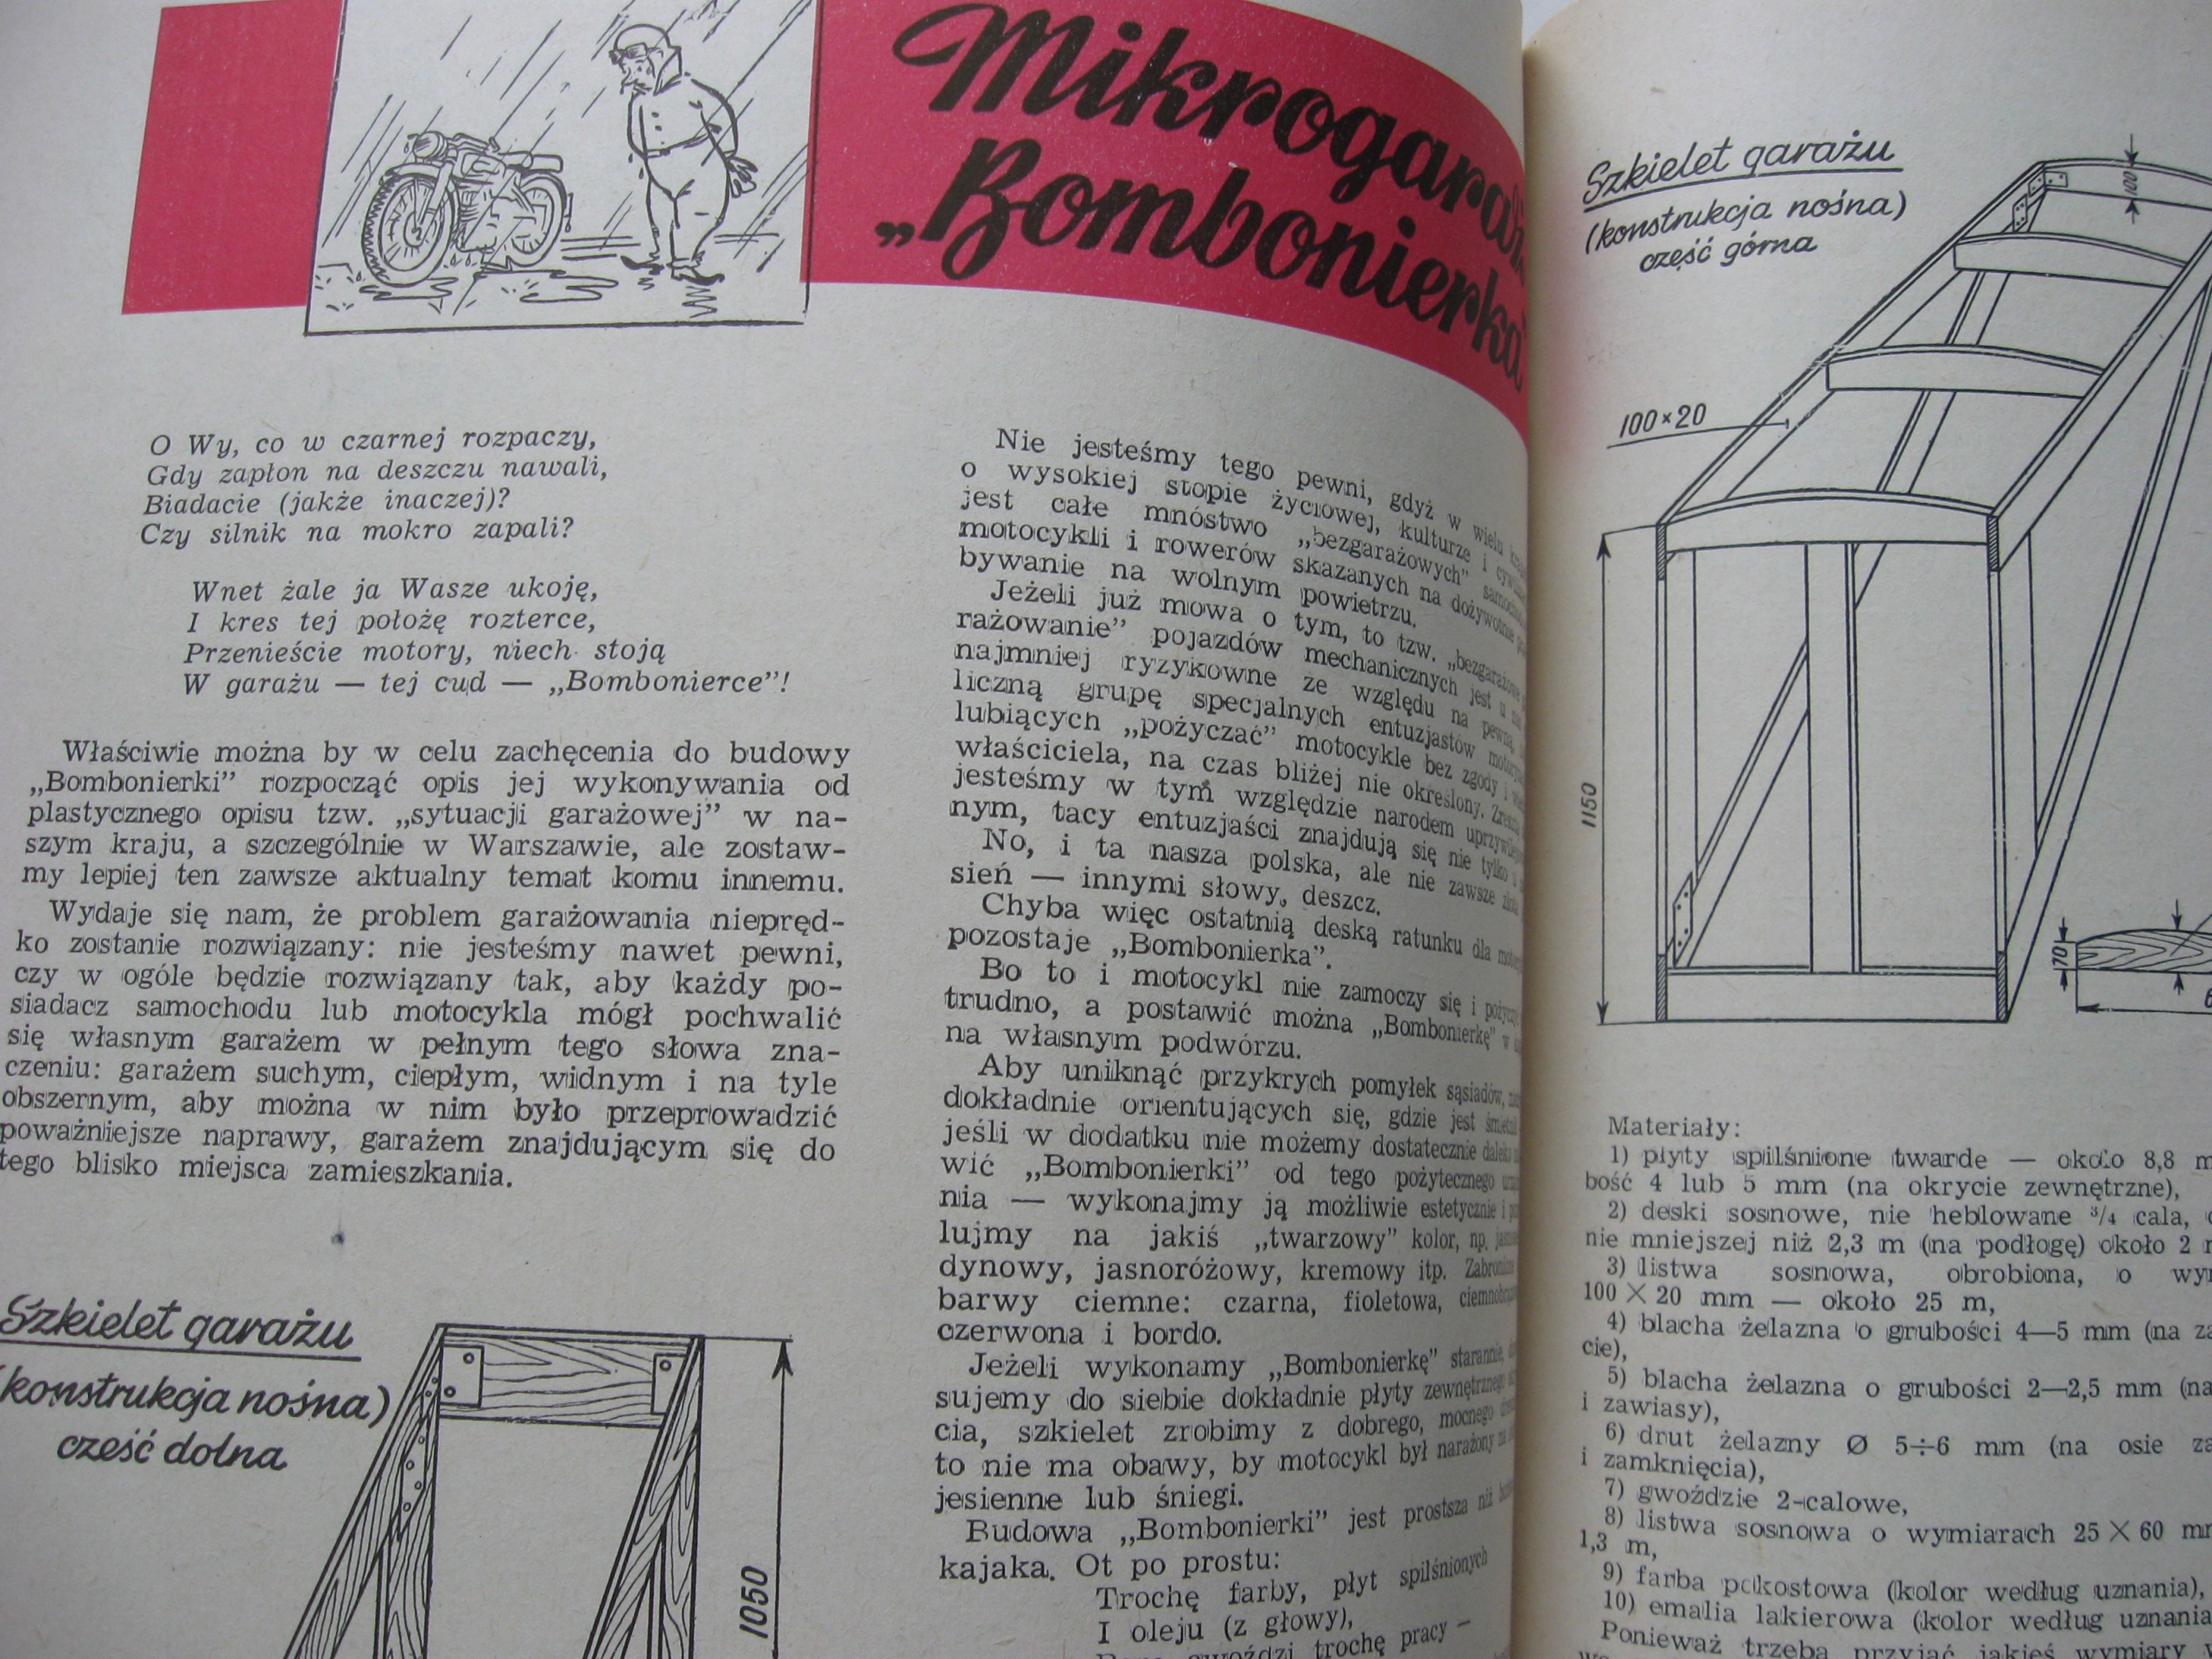 Mikrogaraż
„Bombonierka"
O Wy, co w czarnej rozpaczy,
Gdy zapłon na deszczu nawali,
Biadacie (jakże inaczej)?
Czy silnik na mokro zapali?
Wnet żale ja Wasze ukoję,
I kres tej położę rozterce,
Przenieście motory, niech stoją
W garażu — tej cud — „Bombonierce"!
Właściwie można by w celu zachęcenia do budowy
„Bombonierki" rozpocząć opis jej wykonywania od
plastycznego opisu tzw. „sytuacji garażowej" w na-
szym kraju, a szczególnie w Warszawie, ale zostaw-
my lepiej ten zawsze aktualny temat komu innemu.
Wydaje się nam, że problem garażowania niepręd-
ko zostanie rozwiązany: nie jesteśmy nawet pewni,
czy w ogóle będzie rozwiązany tak, aby każdy po-
siadacz samochodu lub motocykla mógł pochwalić
się własnym garażem w pełnym tego słowa zna-
czeniu: garażem suchym, ciepłym, widnym i na tyle
obszernym, aby można w nim było przeprowadzić
poważniejsze naprawy, garażem znajdującym się do
tego blisko miejsca zamieszkania.
Szkielet garażu
(konstrukcja nośna)
cześć dolna
1050
Nie jesteśmy tego pewni, gdyż w wielu
o wysokiej stopie życiowej, kulturze i
jest całe mnóstwo „bezgarażowych"
motocykli i rowerów skazanych na dożywotnie
bywanie na wolnym powietrzu.
Jeżeli już mowa o tym, to tzw.
rażowanie" pojazdów mechanicznych jest u
najmniej ryzykowne ze względu na pewną,
liczną grupę specjalnych entuzjastów
lubiących „pożyczać" motocykle bez zgody i
właściciela, na czas bliżej nie określony.
jesteśmy w tym względzie narodem
nym, tacy entuzjaści znajdują się nie tylko u
No, i ta nasza polska, ale nie zawsze
sień — innymi słowy, deszcz.
Chyba więc ostatnią deską ratunku dla
pozostaje „Bombonierka".
Bo to i motocykl nie zamoczy się i
trudno, a postawić można „Bombonierkę" w
na własnym podwórzu.
Aby uniknąć przykrych pomyłek sąsiadów,
dokładnie orientujących się, gdzie jest
jeśli w dodatku nie możemy dostatecznie
wić „Bombonierki" od tego pożytecznego
nia — wykonajmy ją możliwie estetycznie i
lujmy na jakiś „twarzowy" kolor, np.
dynowy, jasnoróżowy, kremowy itp.
barwy ciemne: czarna, fioletowa,
czerwona i bordo.
Jeżeli wykonamy „Bombonierkę" starannie,
sujemy do siebie dokładnie płyty zewnętrznego
cia, szkielet zrobimy z dobrego, mocnego
to nie ma obawy, by motocykl był narażony na
jesienne lub śniegi.
Budowa „Bombonierki" jest prostsza niż
kajaka. Ot po prostu:
Trochę farby, płyt spilśnionych
I oleju (z głowy),
trochę pracy —
Szkielet garażu
(konstrukcja nośna)
część górna
100
100×20
1150
70
6
Materiały:
1) płyty spilśnione twarde — około 8,8 m
bość 4 lub 5 mm (na okrycie zewnętrzne),
2) deski sosnowe, nie heblowane 3/4 cala,
nie mniejszej niż 2,3 m (na podłogę) około 2
3) listwa sosnowa, obrobiona, o
100 × 20 mm — około 25 m,
4) blacha żelazna o grubości 4—5 mm (na
cie),
5) blacha żelazna o grubości 2—2,5 mm (na
i zawiasy),
6) drut żelazny Ø 5÷6 mm (na osie
i zamknięcia),
7) gwoździe 2-calowe,
8) listwa sosnowa o wymiarach 25 × 60
1,3 m,
9) farba pokostowa (kolor według uznania),
10) emalia lakierowa (kolor według uznania
Ponieważ trzeba przyjąć jakieś wymiary